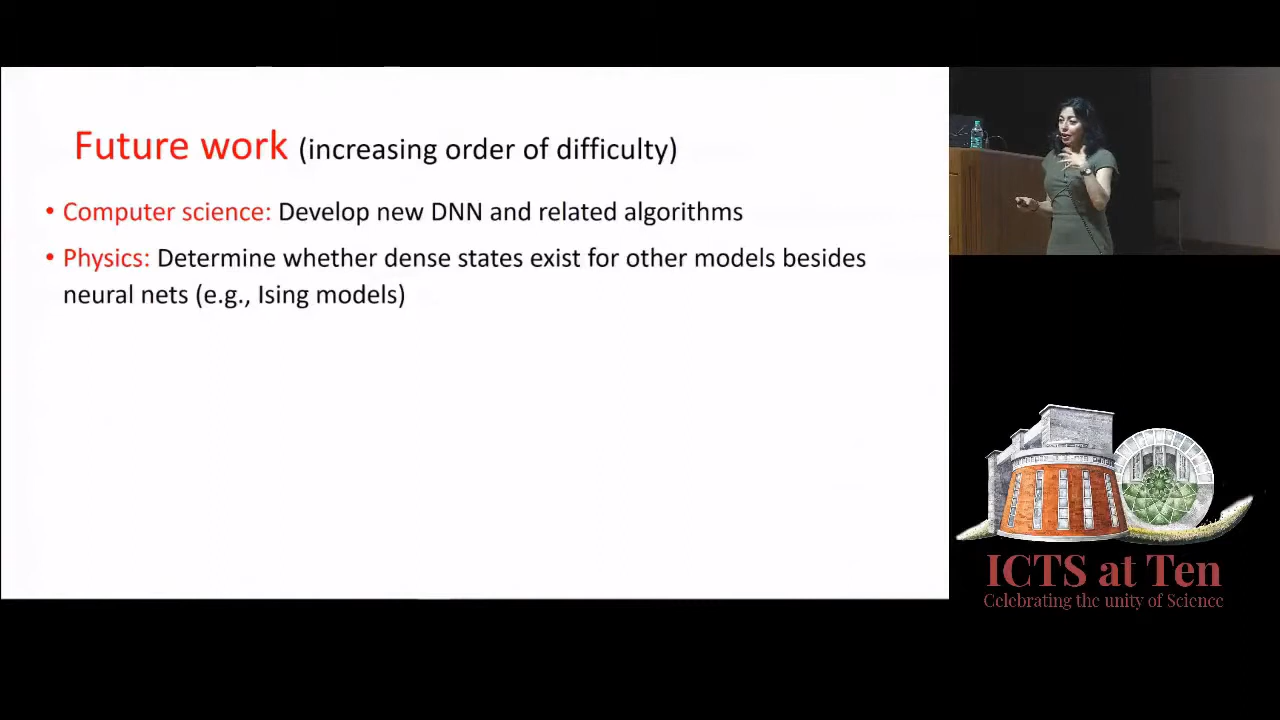 Future work (increasing order of difficulty)
• Computer science: Develop new DNN and related algorithms
• Physics: Determine whether dense states exist for other models besides
neural nets (e.g., Ising models)
ICTS at Ten
Celebrating the unity of Science